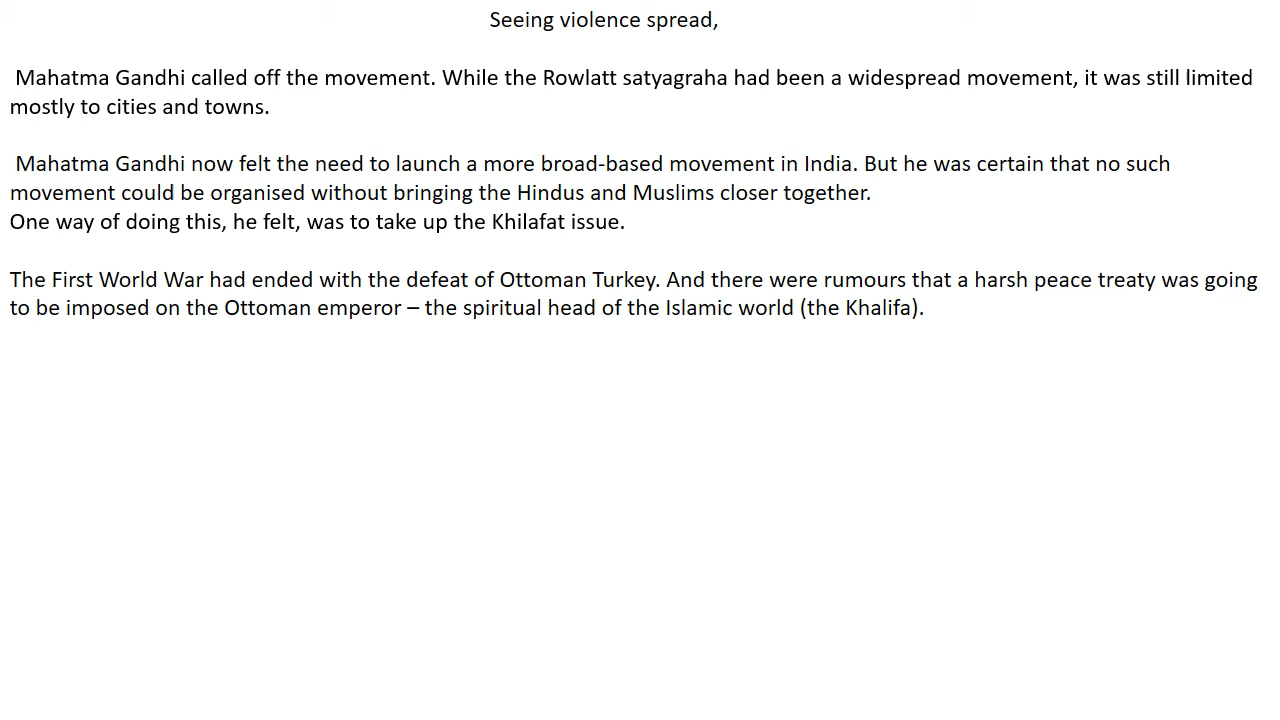 Seeing violence spread,
Mahatma Gandhi called off the movement. While the Rowlatt satyagraha had been a widespread movement, it was still limited
mostly to cities and towns.
Mahatma Gandhi now felt the need to launch a more broad-based movement in India. But he was certain that no such
movement could be organised without bringing the Hindus and Muslims closer together.
One way of doing this, he felt, was to take up the Khilafat issue.
The First World War had ended with the defeat of Ottoman Turkey. And there were rumours that a harsh peace treaty was going
to be imposed on the Ottoman emperor – the spiritual head of the Islamic world (the Khalifa).